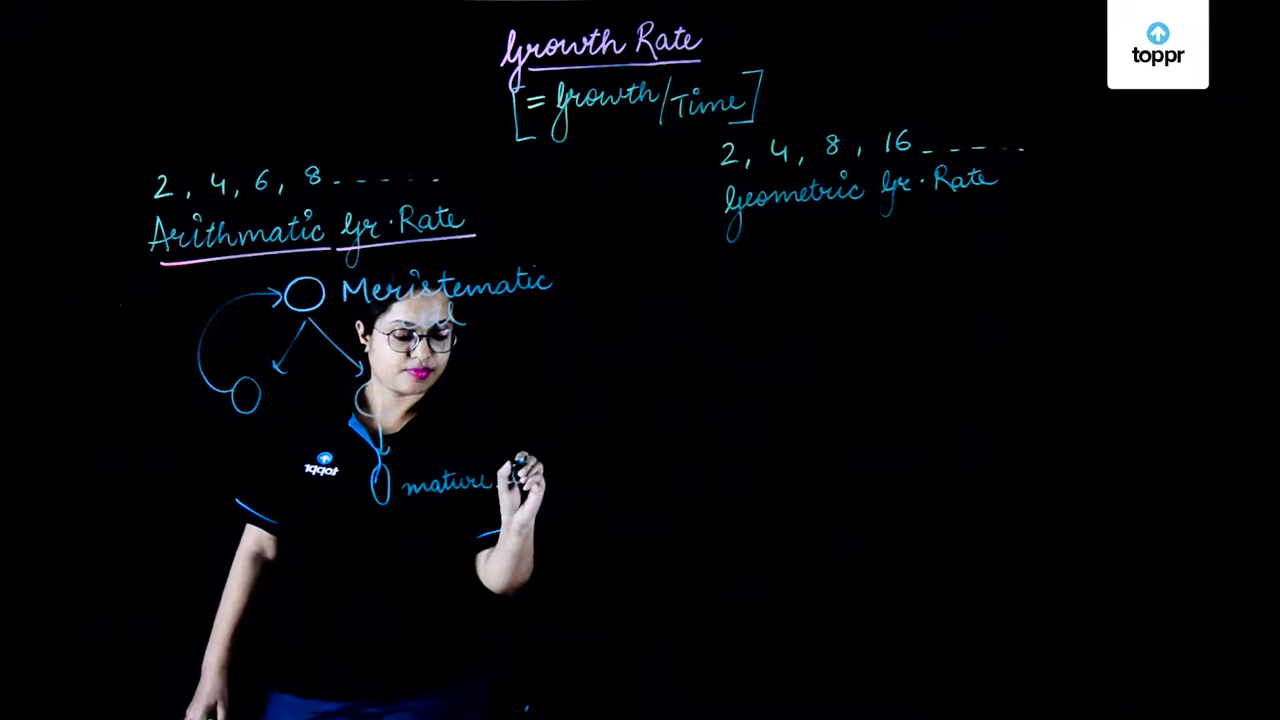 Growth Rate
[= Growth/Time]
toppr
2, 4, 6, 8 - - - - -
Arithmatic Gr. Rate
2, 4, 8, 16 - - - - -
Geometric Gr. Rate
Meristematic
toppr
mature